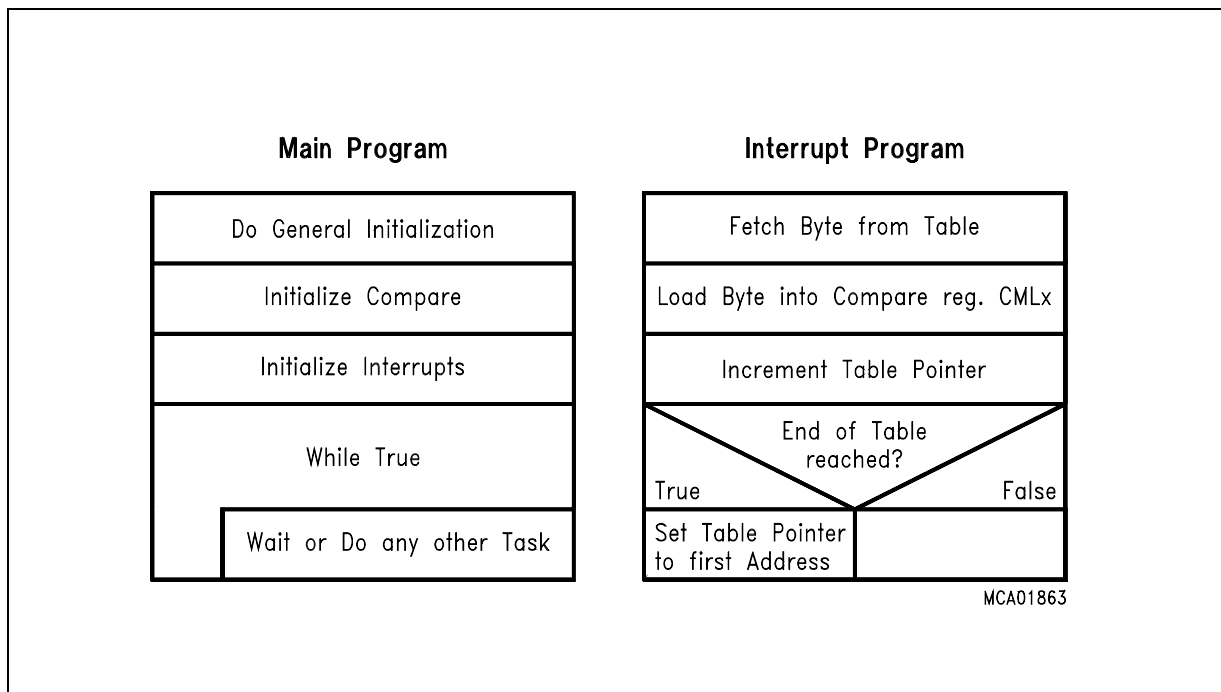 Main Program
Do General Initialization
Initialize Compare
Initialize Interrupts
While True
Wait or Do any other Task
Interrupt Program
Fetch Byte from Table
Load Byte into Compare reg. CMLx
Increment Table Pointer
End of Table
reached?
True
False
Set Table Pointer
to first Address
MCA01863